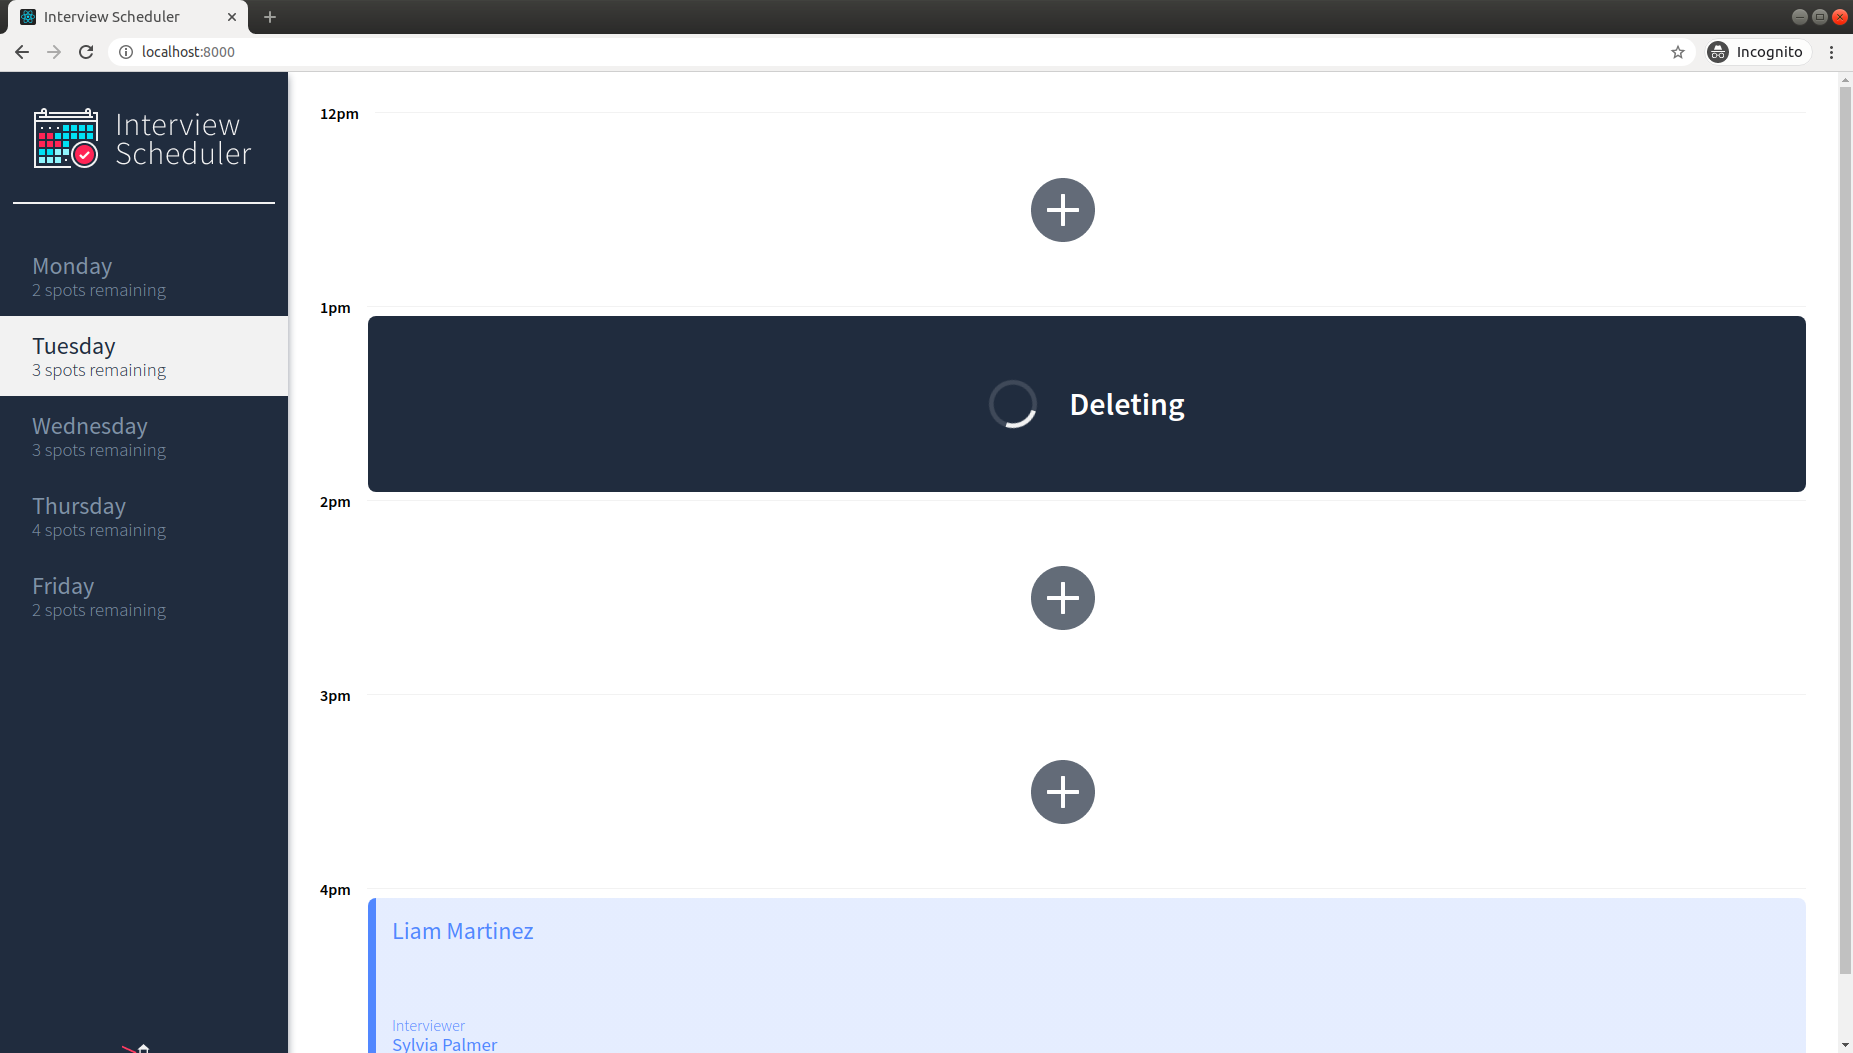 Interview Scheduler
localhost:8000
Incognito
Interview
Scheduler
Monday
2 spots remaining
Tuesday
3 spots remaining
Wednesday
3 spots remaining
Thursday
4 spots remaining
Friday
2 spots remaining
12pm
1pm
Deleting
2pm
3pm
4pm
Liam Martinez
Interviewer
Sylvia Palmer